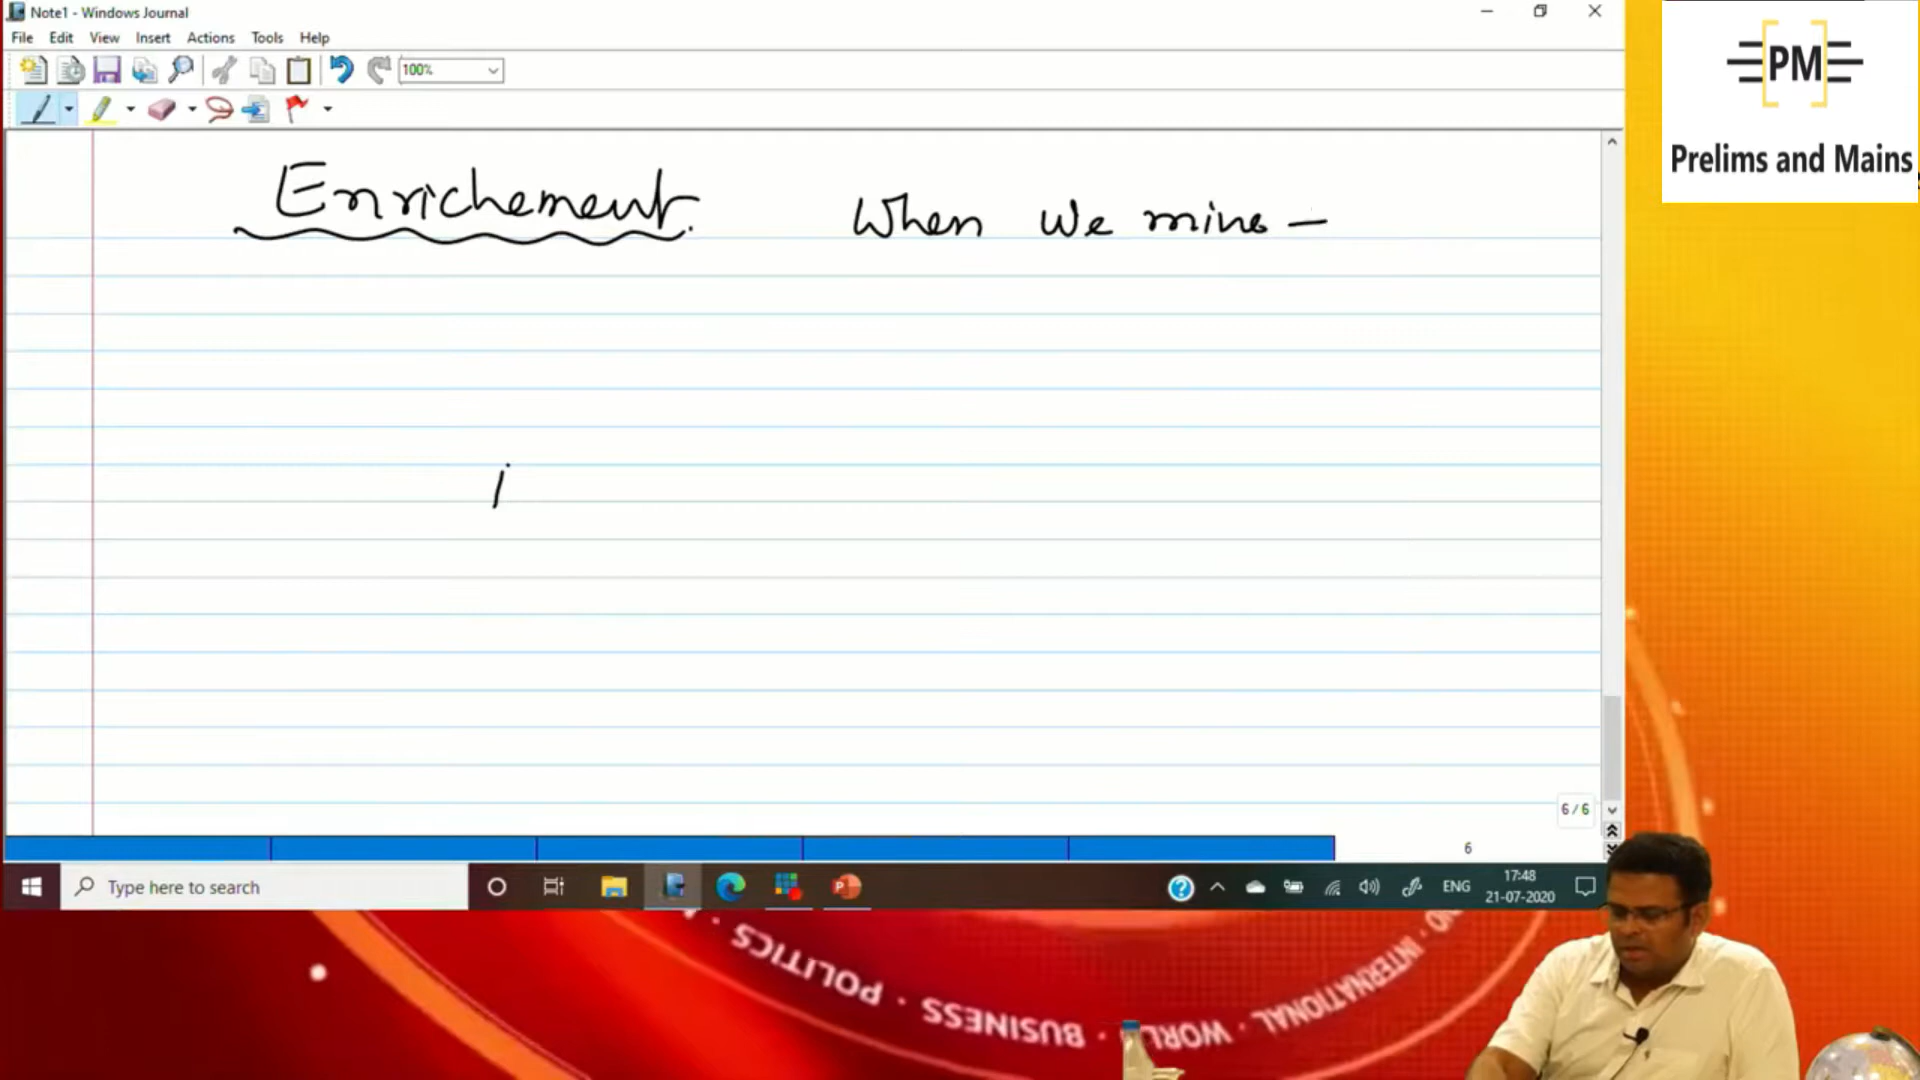 Note1 - Windows Journal
File Edit View Insert Actions Tools Help
100%
PM
Prelims and Mains
Enrichement. When We mine –
6 / 6
6
Type here to search
ENG
17:48
21-07-2020
POLITICS · BUSINESS · WORL INTERNATIONAL